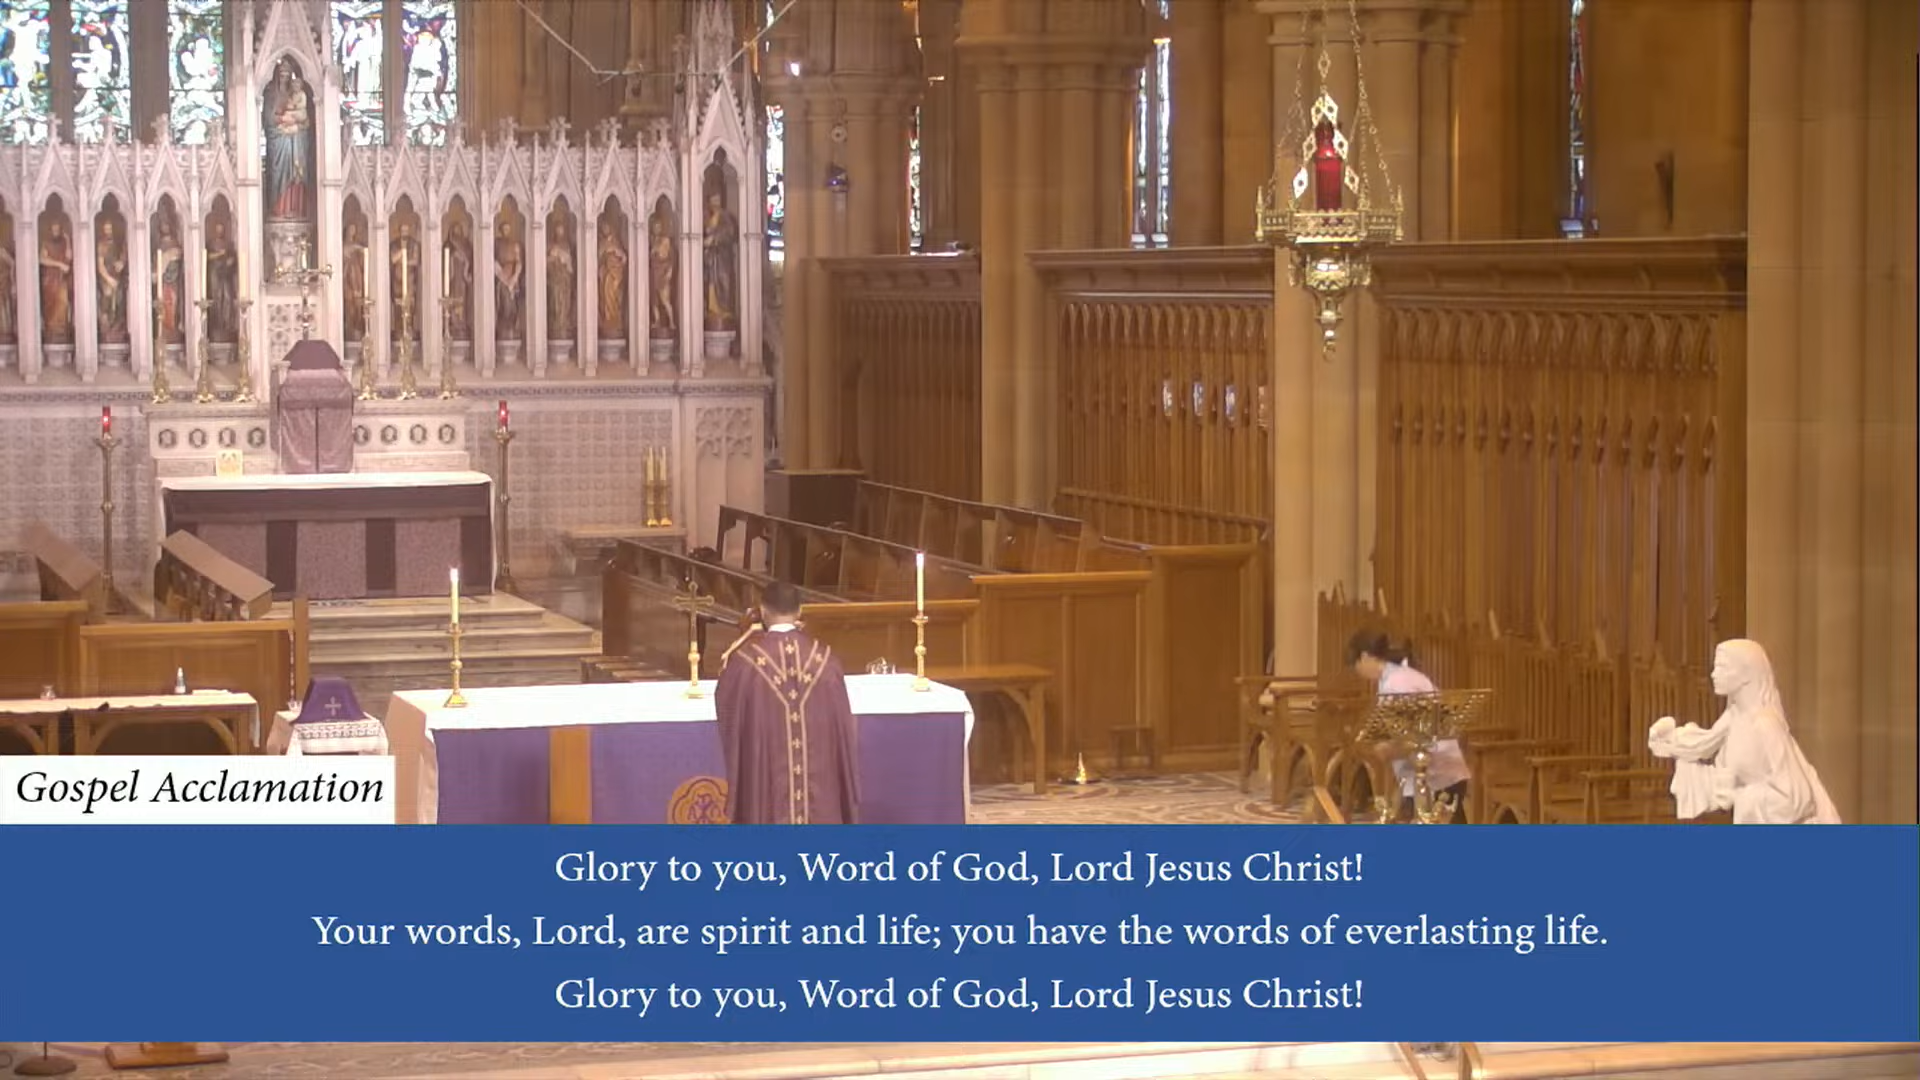 Gospel Acclamation
Glory to you, Word of God, Lord Jesus Christ!
Your words, Lord, are spirit and life; you have the words of everlasting life.
Glory to you, Word of God, Lord Jesus Christ!